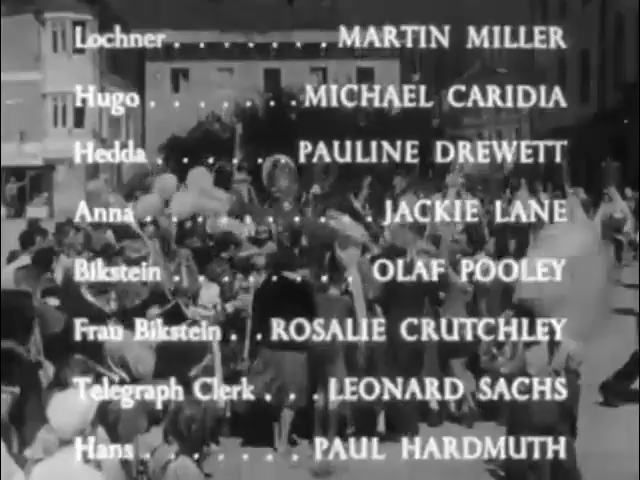 Lochner . . . . . . . MARTIN MILLER
Hugo . . . . . . . MICHAEL CARIDIA
Hedda . . . . . . PAULINE DREWETT
Anna . . . . . . . . . JACKIE LANE
Bikstein . . . . . . . . OLAF POOLEY
Frau Bikstein . . ROSALIE CRUTCHLEY
Telegraph Clerk . . . LEONARD SACHS
Hans . . . . . . . PAUL HARDMUTH